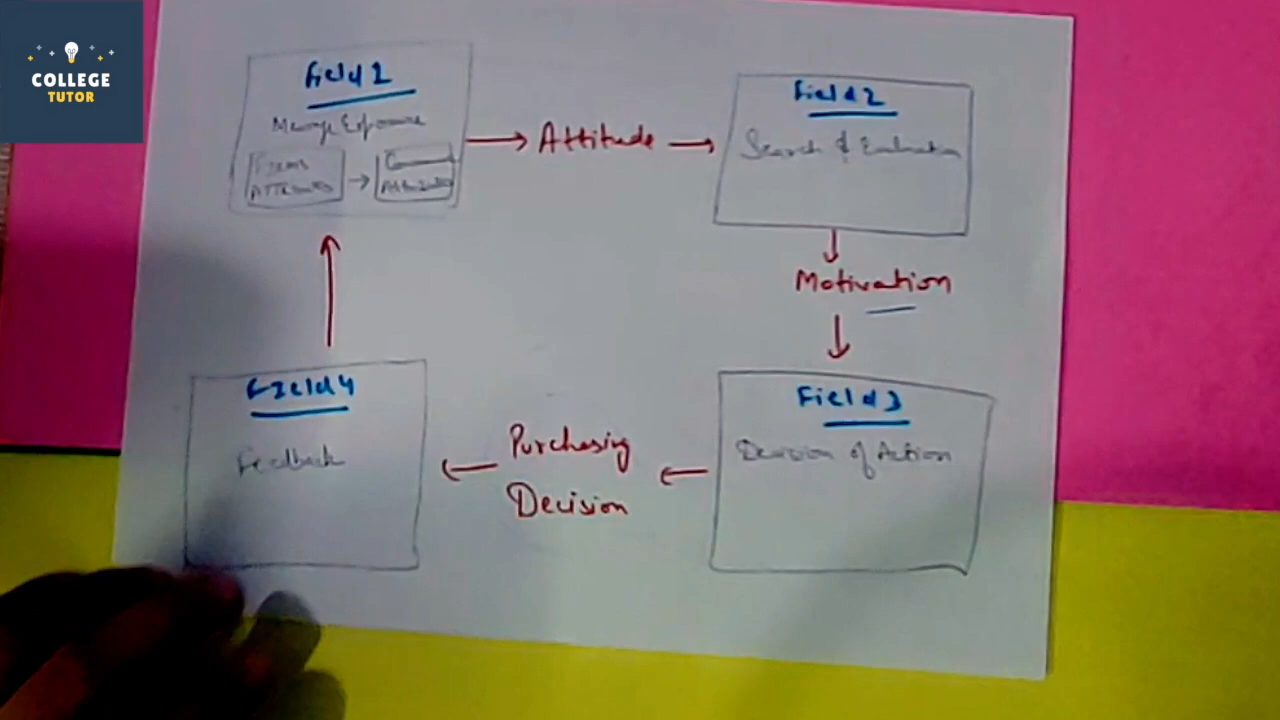 COLLEGE
TUTOR
Field 1
Message Exposure
Firms
Attributes
→
Consumer
Attributes
→ Attitude →
Field 2
Search & Evaluation
↓
Motivation
↓
Field 3
Decision of Action
←
Purchasing
Decision
←
Field 4
Feedback
↑